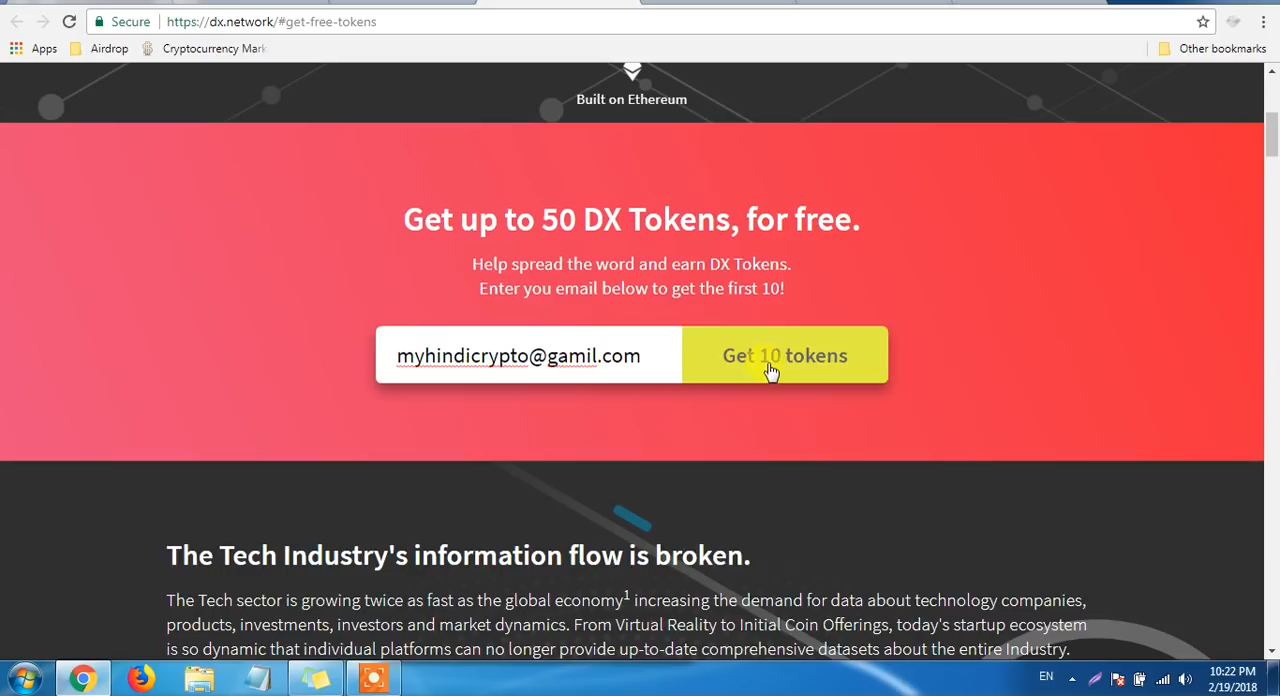 Secure https://dx.network/#get-free-tokens
Apps Airdrop Cryptocurrency Mark Other bookmarks
Built on Ethereum
Get up to 50 DX Tokens, for free.
Help spread the word and earn DX Tokens.
Enter you email below to get the first 10!
myhindicrypto@gamil.com Get 10 tokens
The Tech Industry's information flow is broken.
The Tech sector is growing twice as fast as the global economy1 increasing the demand for data about technology companies,
products, investments, investors and market dynamics. From Virtual Reality to Initial Coin Offerings, today's startup ecosystem
is so dynamic that individual platforms can no longer provide up-to-date comprehensive datasets about the entire Industry.
EN 10:22 PM
2/19/2018